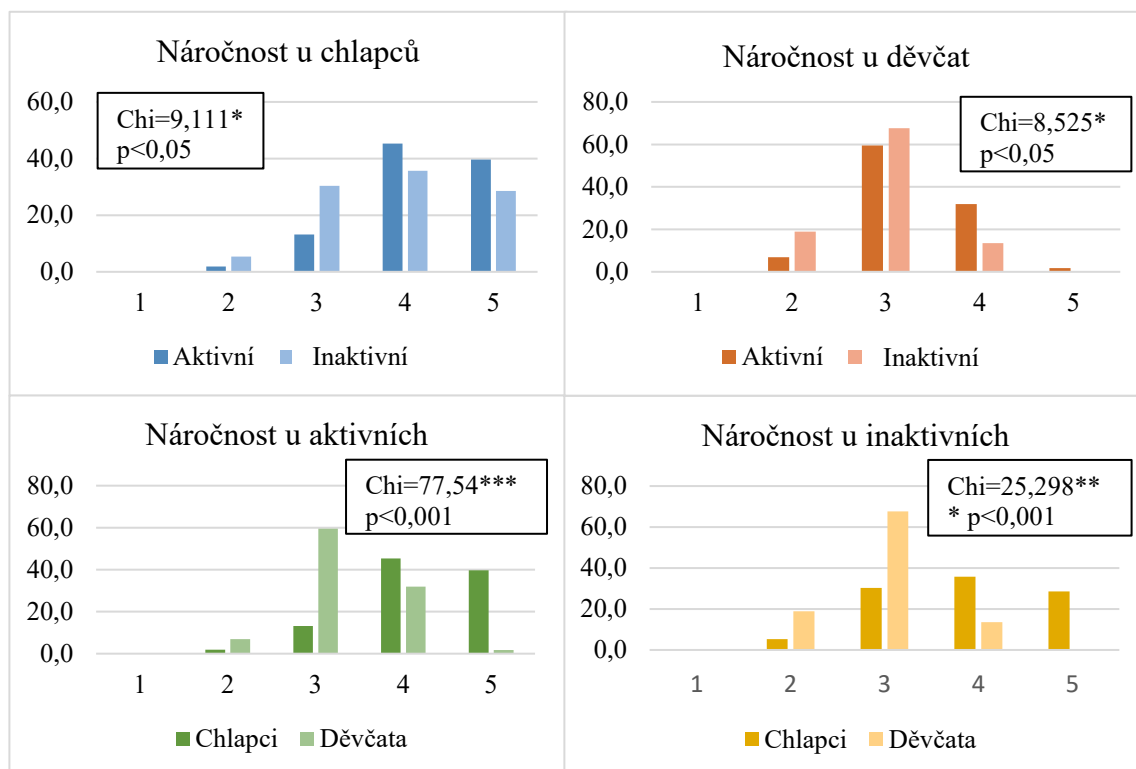 Náročnost u chlapců
Chi=9,111*
p<0,05
60,0
40,0
20,0
0,0
1 2 3 4 5
Aktivní Inaktivní
Náročnost u děvčat
Chi=8,525*
p<0,05
80,0
60,0
40,0
20,0
0,0
1 2 3 4 5
Aktivní Inaktivní
Náročnost u aktivních
Chi=77,54***
p<0,001
80,0
60,0
40,0
20,0
0,0
1 2 3 4 5
Chlapci Děvčata
Náročnost u inaktivních
Chi=25,298**
* p<0,001
80,0
60,0
40,0
20,0
0,0
1 2 3 4 5
Chlapci Děvčata